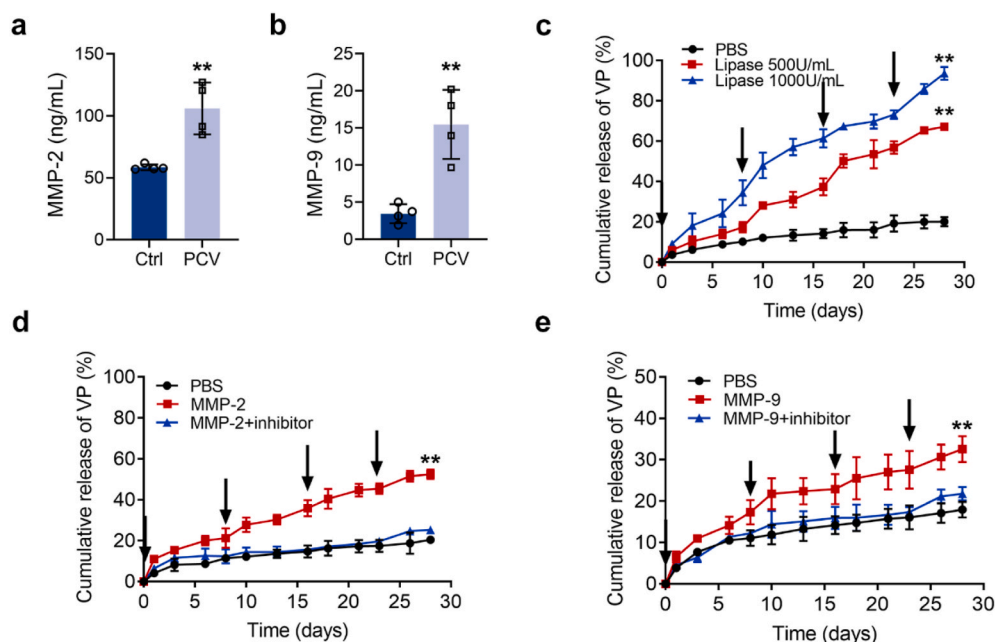 a
MMP-2 (ng/mL)
150
100
50
0
**
Ctrl
PCV
b
MMP-9 (ng/mL)
25
20
15
10
5
0
**
Ctrl
PCV
c
Cumulative release of VP (%)
100
80
60
40
20
0
PBS
Lipase 500U/mL
Lipase 1000U/mL
**
**
0 5 10 15 20 25 30
Time (days)
d
Cumulative release of VP (%)
100
80
60
40
20
0
PBS
MMP-2
MMP-2+inhibitor
**
0 5 10 15 20 25 30
Time (days)
e
Cumulative release of VP (%)
50
40
30
20
10
0
PBS
MMP-9
MMP-9+inhibitor
**
0 5 10 15 20 25 30
Time (days)